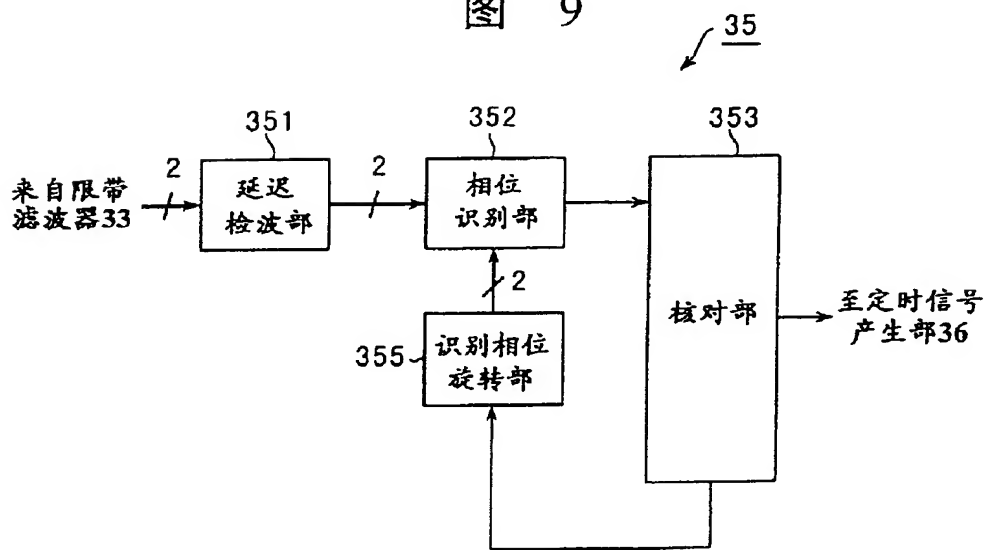 图 9
35
351
352
353
2
2
来自限带
滤波器33
延迟
检波部
相位
识别部
2
核对部
至定时信号
产生部36
355
识别相位
旋转部